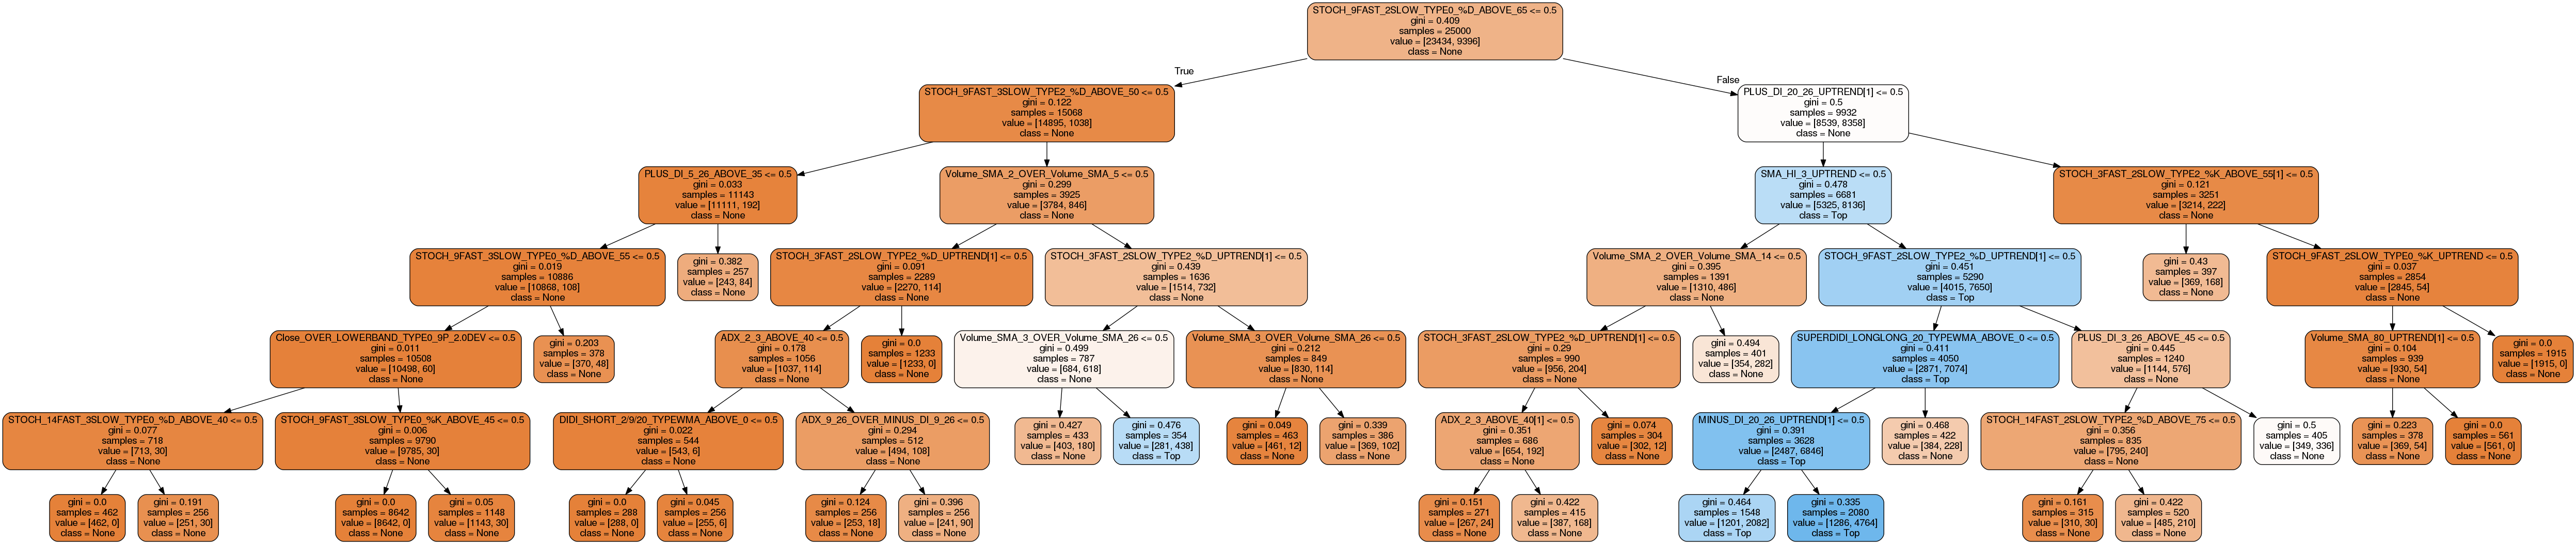 STOCH_9FAST_2SLOW_TYPE0_%D_ABOVE_65 <= 0.5
gini = 0.409
samples = 25000
value = [23434, 9396]
class = None
True
False
STOCH_9FAST_3SLOW_TYPE2_%D_ABOVE_50 <= 0.5
gini = 0.122
samples = 15068
value = [14895, 1038]
class = None
PLUS_DI_20_26_UPTREND[1] <= 0.5
gini = 0.5
samples = 9932
value = [8539, 8358]
class = None
PLUS_DI_5_26_ABOVE_35 <= 0.5
gini = 0.033
samples = 11143
value = [11111, 192]
class = None
Volume_SMA_2_OVER_Volume_SMA_5 <= 0.5
gini = 0.299
samples = 3925
value = [3784, 846]
class = None
SMA_HI_3_UPTREND <= 0.5
gini = 0.478
samples = 6681
value = [5325, 8136]
class = Top
STOCH_3FAST_2SLOW_TYPE2_%K_ABOVE_55[1] <= 0.5
gini = 0.121
samples = 3251
value = [3214, 222]
class = None
STOCH_9FAST_3SLOW_TYPE0_%D_ABOVE_55 <= 0.5
gini = 0.019
samples = 10886
value = [10868, 108]
class = None
gini = 0.382
samples = 257
value = [243, 84]
class = None
STOCH_3FAST_2SLOW_TYPE2_%D_UPTREND[1] <= 0.5
gini = 0.091
samples = 2289
value = [2270, 114]
class = None
STOCH_3FAST_2SLOW_TYPE2_%D_UPTREND[1] <= 0.5
gini = 0.439
samples = 1636
value = [1514, 732]
class = None
Volume_SMA_2_OVER_Volume_SMA_14 <= 0.5
gini = 0.395
samples = 1391
value = [1310, 486]
class = None
STOCH_9FAST_2SLOW_TYPE2_%D_UPTREND[1] <= 0.5
gini = 0.451
samples = 5290
value = [4015, 7650]
class = Top
gini = 0.43
samples = 397
value = [369, 168]
class = None
STOCH_9FAST_2SLOW_TYPE0_%K_UPTREND <= 0.5
gini = 0.037
samples = 2854
value = [2845, 54]
class = None
Close_OVER_LOWERBAND_TYPE0_9P_2.0DEV <= 0.5
gini = 0.011
samples = 10508
value = [10498, 60]
class = None
gini = 0.203
samples = 378
value = [370, 48]
class = None
ADX_2_3_ABOVE_40 <= 0.5
gini = 0.178
samples = 1056
value = [1037, 114]
class = None
gini = 0.0
samples = 1233
value = [1233, 0]
class = None
Volume_SMA_3_OVER_Volume_SMA_26 <= 0.5
gini = 0.499
samples = 787
value = [684, 618]
class = None
Volume_SMA_3_OVER_Volume_SMA_26 <= 0.5
gini = 0.212
samples = 849
value = [830, 114]
class = None
STOCH_3FAST_2SLOW_TYPE2_%D_UPTREND[1] <= 0.5
gini = 0.29
samples = 990
value = [956, 204]
class = None
gini = 0.494
samples = 401
value = [354, 282]
class = None
SUPERDIDI_LONGLONG_20_TYPEWMA_ABOVE_0 <= 0.5
gini = 0.411
samples = 4050
value = [2871, 7074]
class = Top
PLUS_DI_3_26_ABOVE_45 <= 0.5
gini = 0.445
samples = 1240
value = [1144, 576]
class = None
Volume_SMA_80_UPTREND[1] <= 0.5
gini = 0.104
samples = 939
value = [930, 54]
class = None
gini = 0.0
samples = 1915
value = [1915, 0]
class = None
STOCH_14FAST_3SLOW_TYPE0_%D_ABOVE_40 <= 0.5
gini = 0.077
samples = 718
value = [713, 30]
class = None
STOCH_9FAST_3SLOW_TYPE0_%K_ABOVE_45 <= 0.5
gini = 0.006
samples = 9790
value = [9785, 30]
class = None
DIDI_SHORT_2/9/20_TYPEWMA_ABOVE_0 <= 0.5
gini = 0.022
samples = 544
value = [543, 6]
class = None
ADX_9_26_OVER_MINUS_DI_9_26 <= 0.5
gini = 0.294
samples = 512
value = [494, 108]
class = None
gini = 0.427
samples = 433
value = [403, 180]
class = None
gini = 0.476
samples = 354
value = [281, 438]
class = Top
gini = 0.049
samples = 463
value = [461, 12]
class = None
gini = 0.339
samples = 386
value = [369, 102]
class = None
ADX_2_3_ABOVE_40[1] <= 0.5
gini = 0.351
samples = 686
value = [654, 192]
class = None
gini = 0.074
samples = 304
value = [302, 12]
class = None
MINUS_DI_20_26_UPTREND[1] <= 0.5
gini = 0.391
samples = 3628
value = [2487, 6846]
class = Top
gini = 0.468
samples = 422
value = [384, 228]
class = None
STOCH_14FAST_2SLOW_TYPE2_%D_ABOVE_75 <= 0.5
gini = 0.356
samples = 835
value = [795, 240]
class = None
gini = 0.5
samples = 405
value = [349, 336]
class = None
gini = 0.223
samples = 378
value = [369, 54]
class = None
gini = 0.0
samples = 561
value = [561, 0]
class = None
gini = 0.0
samples = 462
value = [462, 0]
class = None
gini = 0.191
samples = 256
value = [251, 30]
class = None
gini = 0.0
samples = 8642
value = [8642, 0]
class = None
gini = 0.05
samples = 1148
value = [1143, 30]
class = None
gini = 0.0
samples = 288
value = [288, 0]
class = None
gini = 0.045
samples = 256
value = [255, 6]
class = None
gini = 0.124
samples = 256
value = [253, 18]
class = None
gini = 0.396
samples = 256
value = [241, 90]
class = None
gini = 0.151
samples = 271
value = [267, 24]
class = None
gini = 0.422
samples = 415
value = [387, 168]
class = None
gini = 0.464
samples = 1548
value = [1201, 2082]
class = Top
gini = 0.335
samples = 2080
value = [1286, 4764]
class = Top
gini = 0.161
samples = 315
value = [310, 30]
class = None
gini = 0.422
samples = 520
value = [485, 210]
class = None